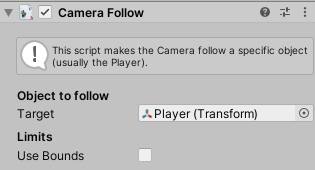 Camera Follow
This script makes the Camera follow a specific object
(usually the Player).
Object to follow
Target Player (Transform)
Limits
Use Bounds